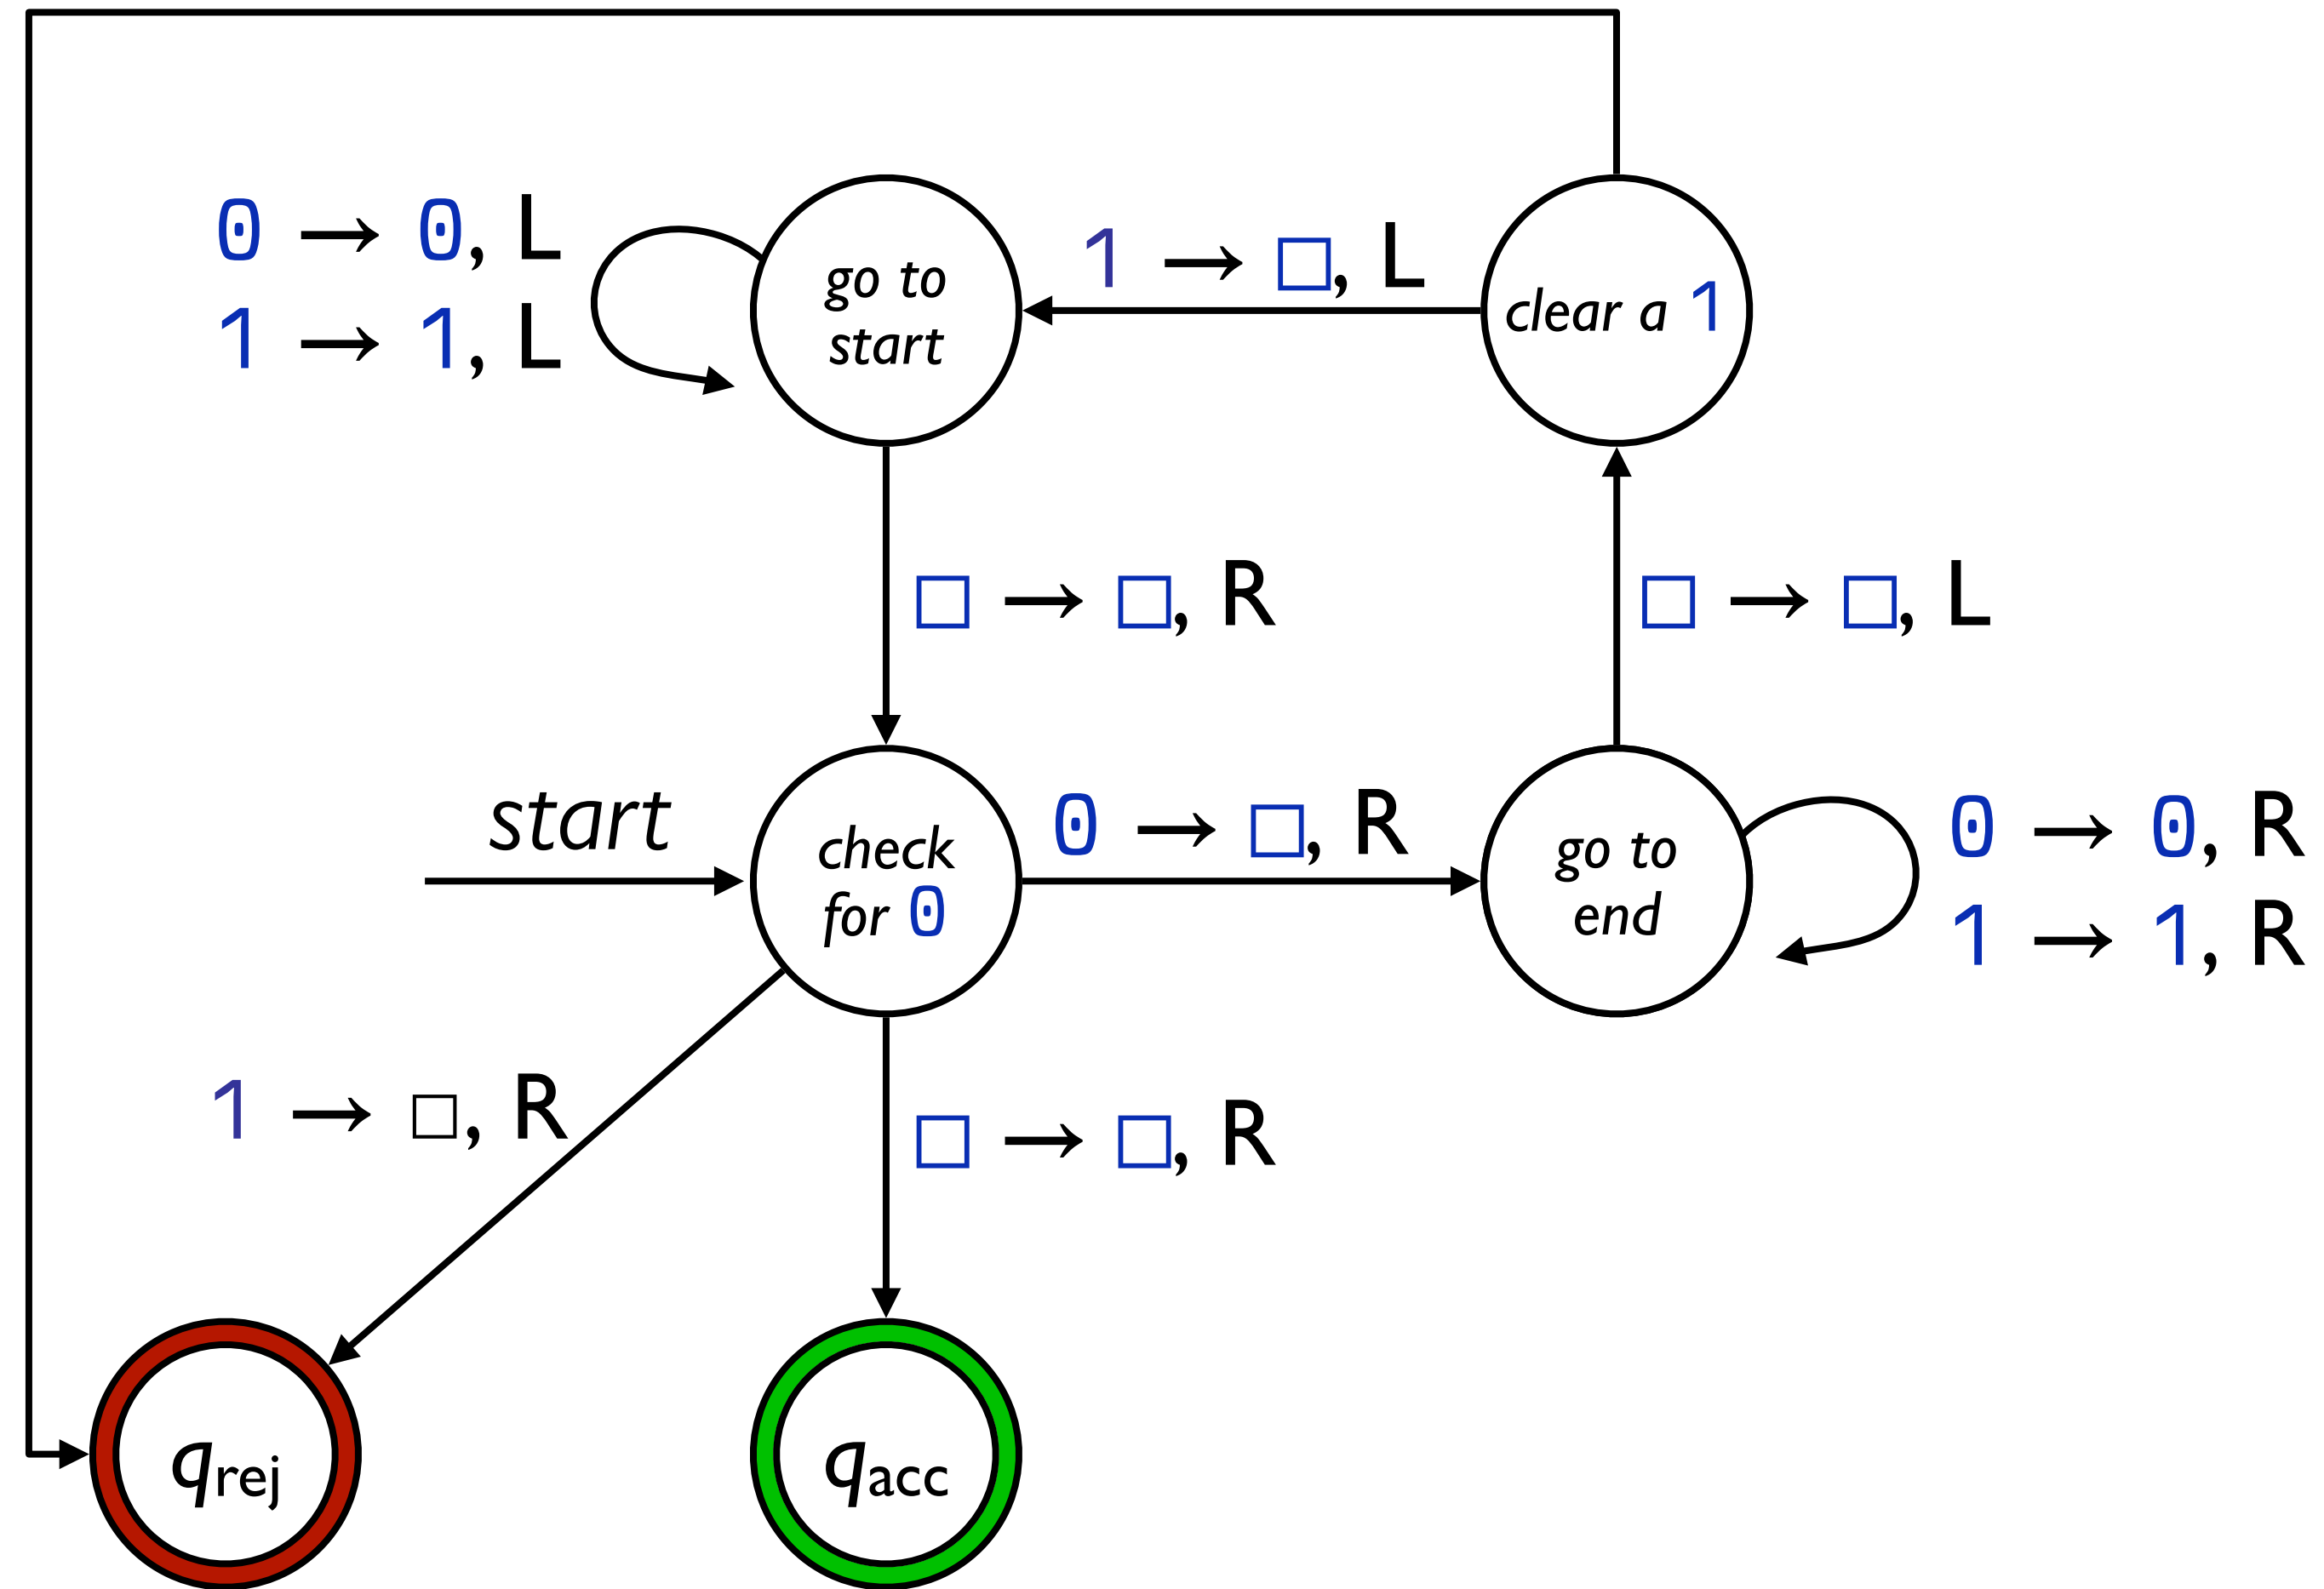 0 → 0, L
1 → 1, L
go to
start
1 → □, L
clear a 1
□ → □, R
□ → □, L
start
check
for 0
0 → □, R
go to
end
0 → 0, R
1 → 1, R
1 → □, R
□ → □, R
qrej
qacc